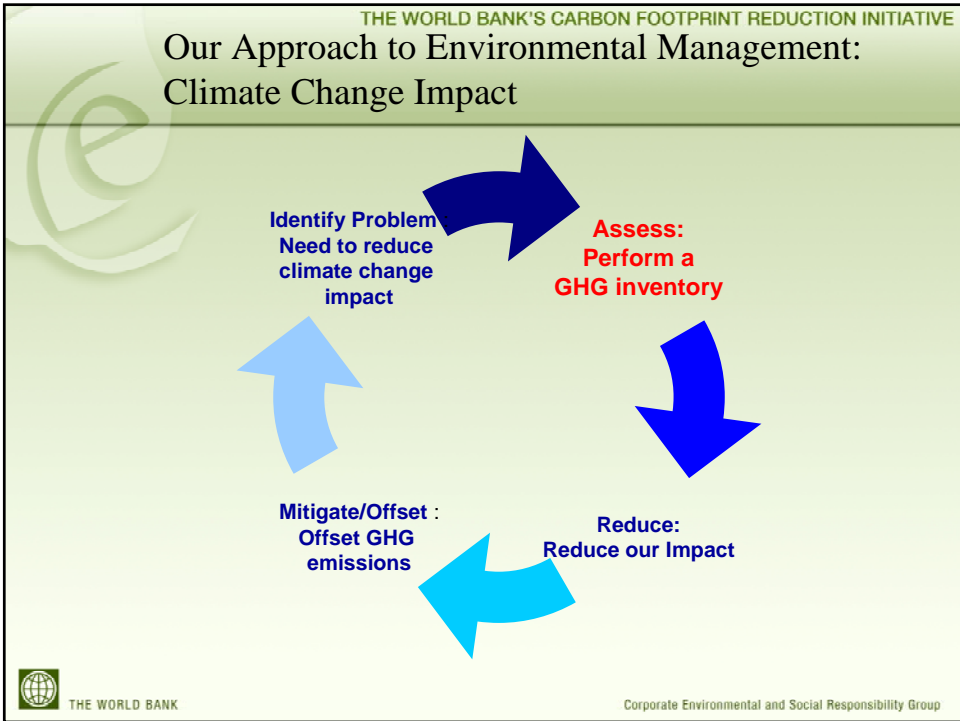 THE WORLD BANK'S CARBON FOOTPRINT REDUCTION INITIATIVE
Our Approach to Environmental Management:
Climate Change Impact
Identify Problem :
Need to reduce
climate change
impact
Assess:
Perform a
GHG inventory
Reduce:
Reduce our Impact
Mitigate/Offset :
Offset GHG
emissions
THE WORLD BANK
Corporate Environmental and Social Responsibility Group